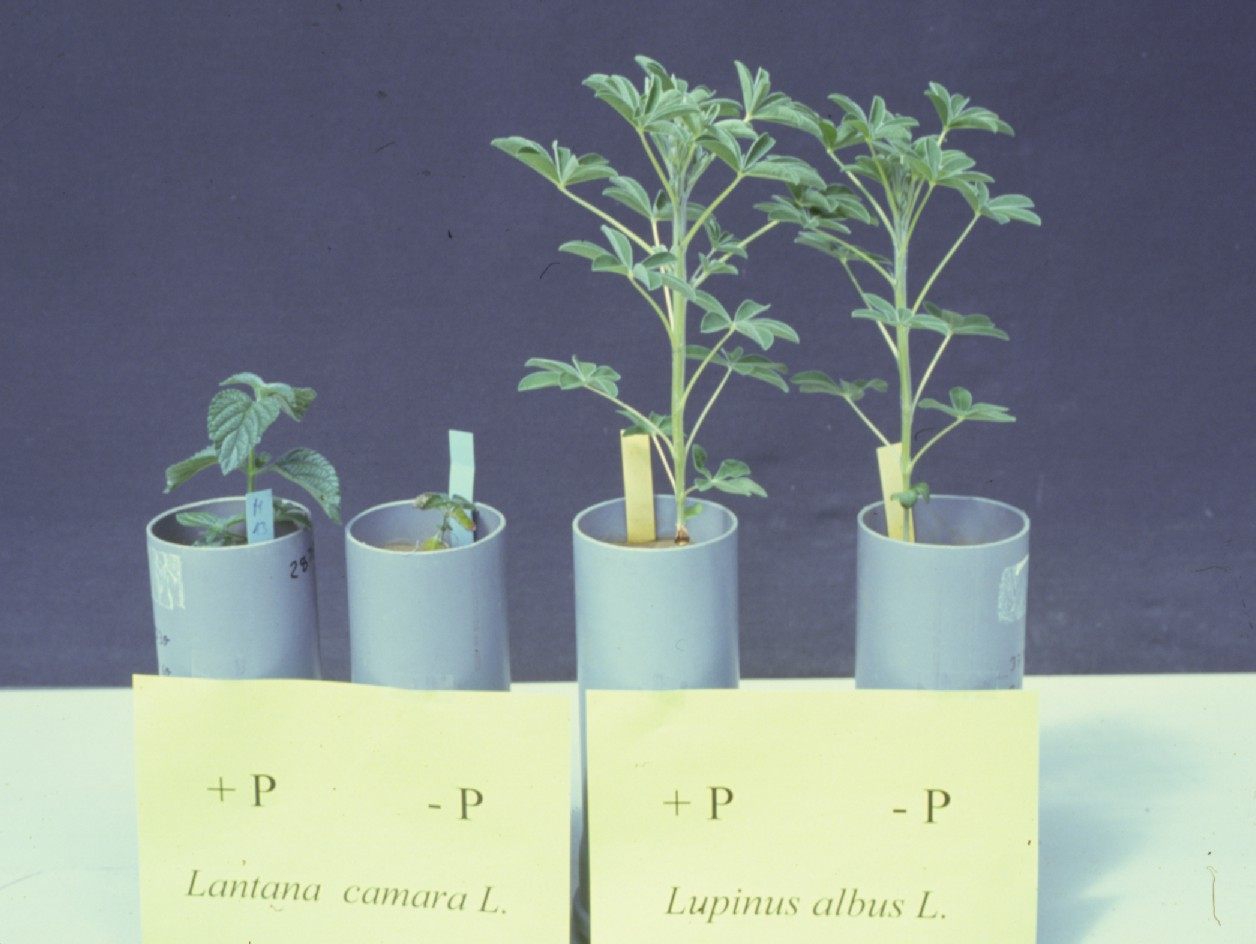 + P - P
Lantana camara L.
+ P - P
Lupinus albus L.